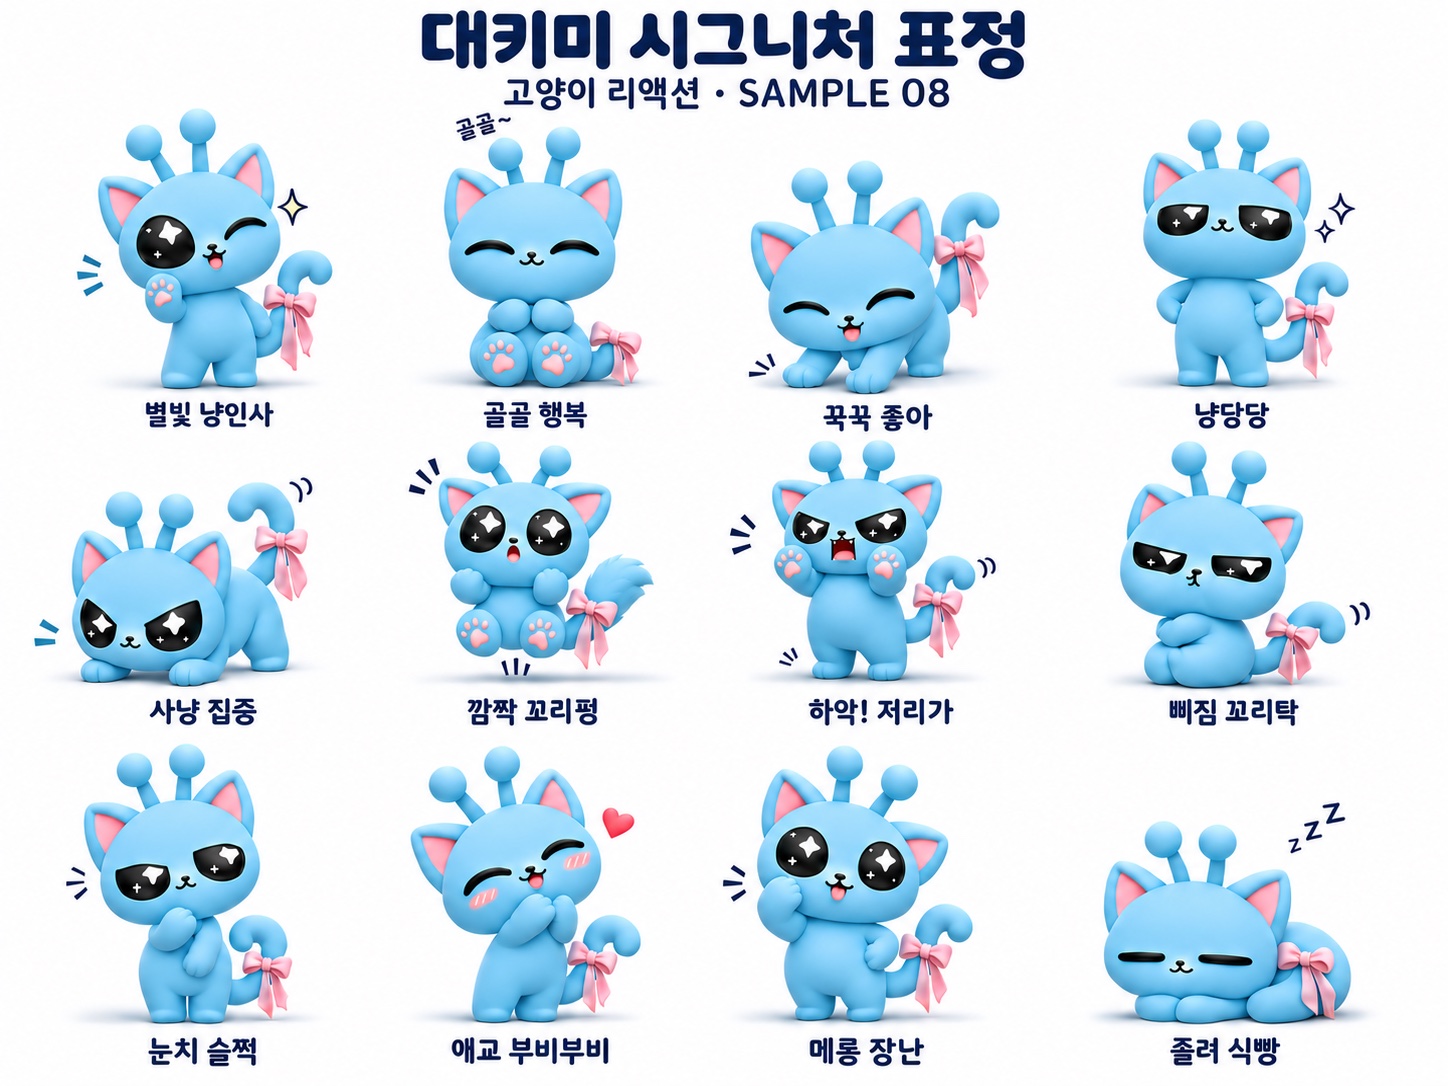 대키미 시그니처 표정
고양이 리액션 · SAMPLE 08
골골~
별빛 냥인사
골골 행복
꾹꾹 좋아
냥당당
사냥 집중
깜짝 꼬리펑
하악! 저리가
삐짐 꼬리탁
눈치 슬쩍
애교 부비부비
메롱 장난
zZZZ
졸려 식빵